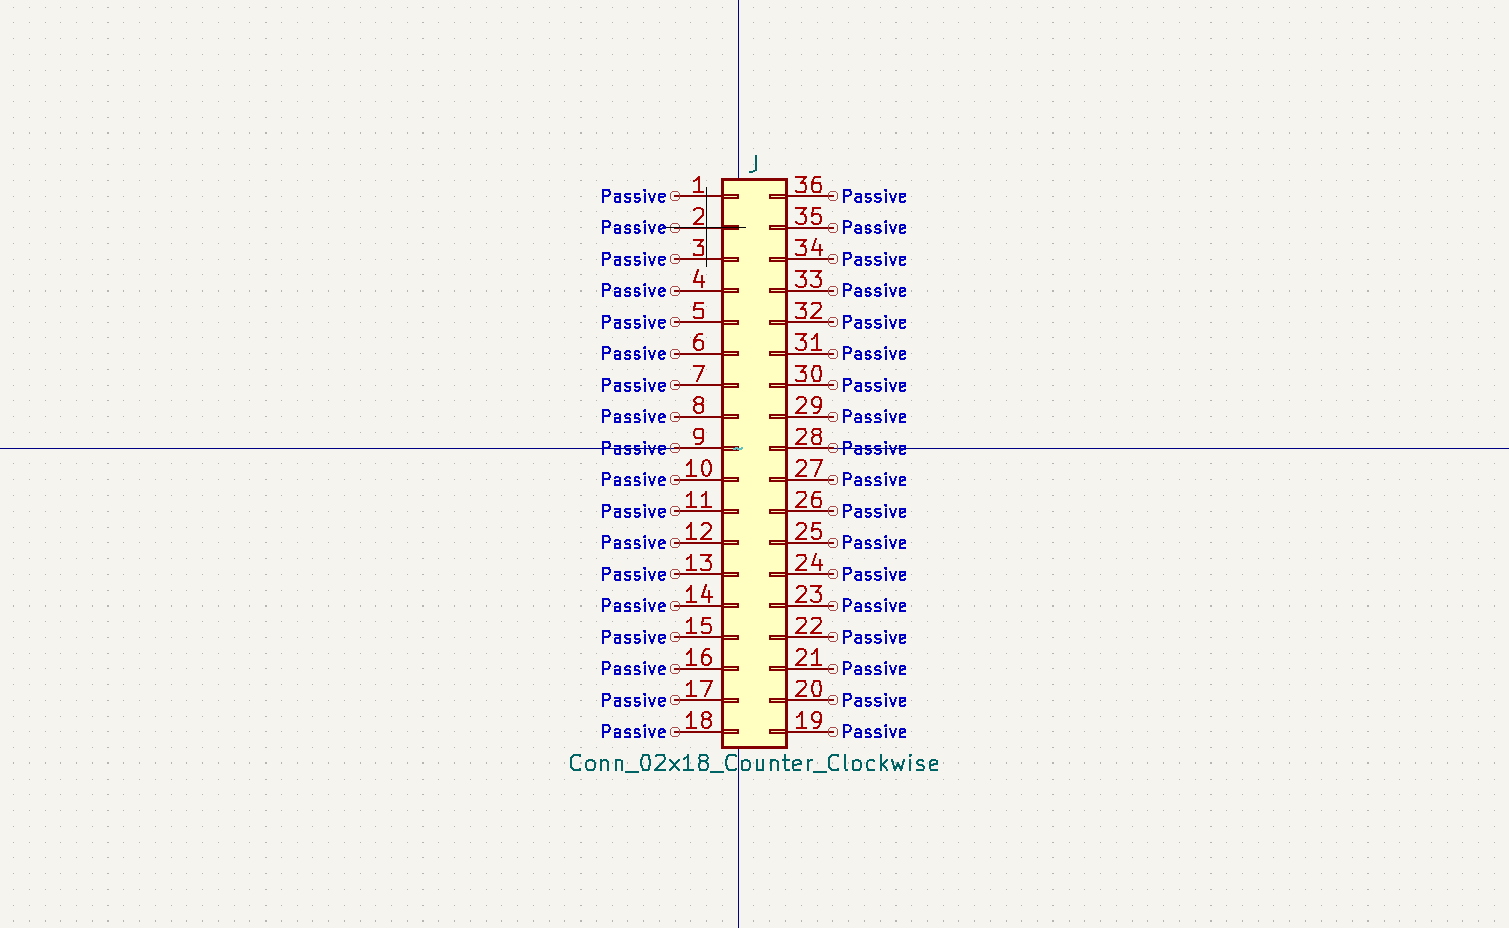 J
Passive 1 36 Passive
Passive 2 35 Passive
Passive 3 34 Passive
Passive 4 33 Passive
Passive 5 32 Passive
Passive 6 31 Passive
Passive 7 30 Passive
Passive 8 29 Passive
Passive 9 28 Passive
Passive 10 27 Passive
Passive 11 26 Passive
Passive 12 25 Passive
Passive 13 24 Passive
Passive 14 23 Passive
Passive 15 22 Passive
Passive 16 21 Passive
Passive 17 20 Passive
Passive 18 19 Passive
Conn_02x18_Counter_Clockwise